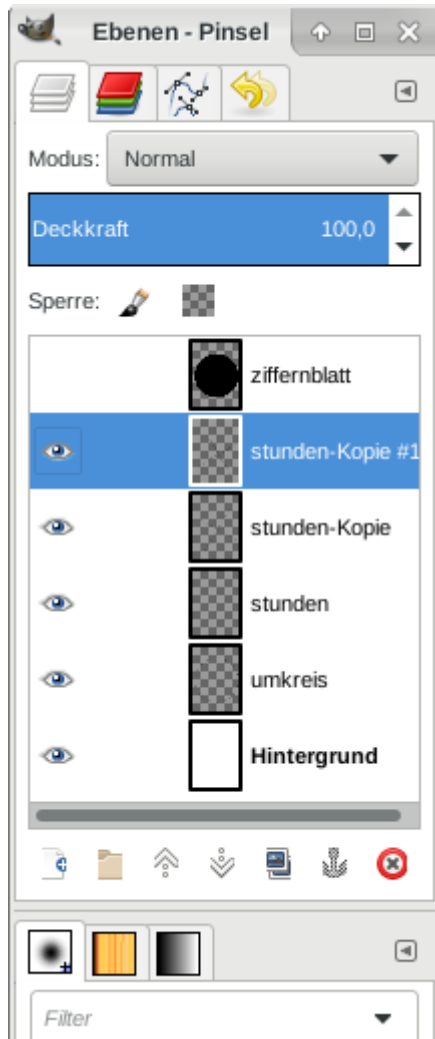 Ebenen - Pinsel
Modus: Normal
Deckkraft 100,0
Sperre:
ziffernblatt
stunden-Kopie #1
stunden-Kopie
stunden
umkreis
Hintergrund
Filter